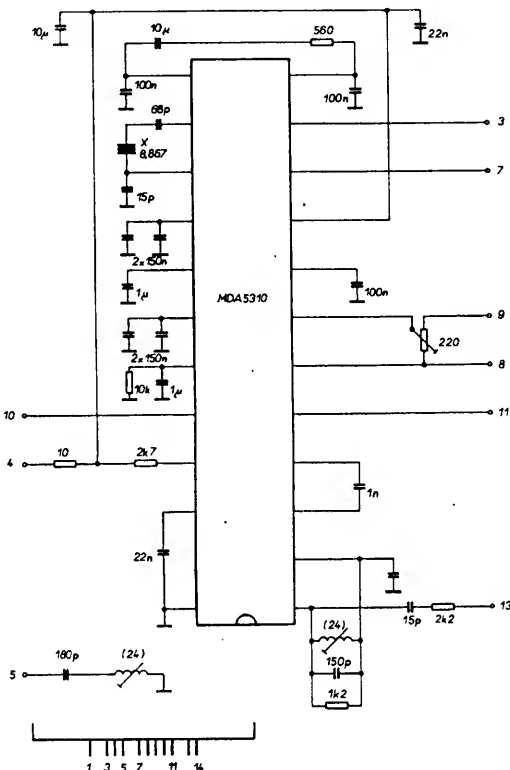 10µ
10µ
560
22n
100n
100n
68p
3
X
8,867
7
15p
2x150n
1µ
MDA5310
100n
9
2x150n
220
8
10k
1µ
10
11
4
10
2k7
1n
22n
15p
2k2
13
(24)
180p
(24)
150p
5
1k2
1 3 5 7 11 14